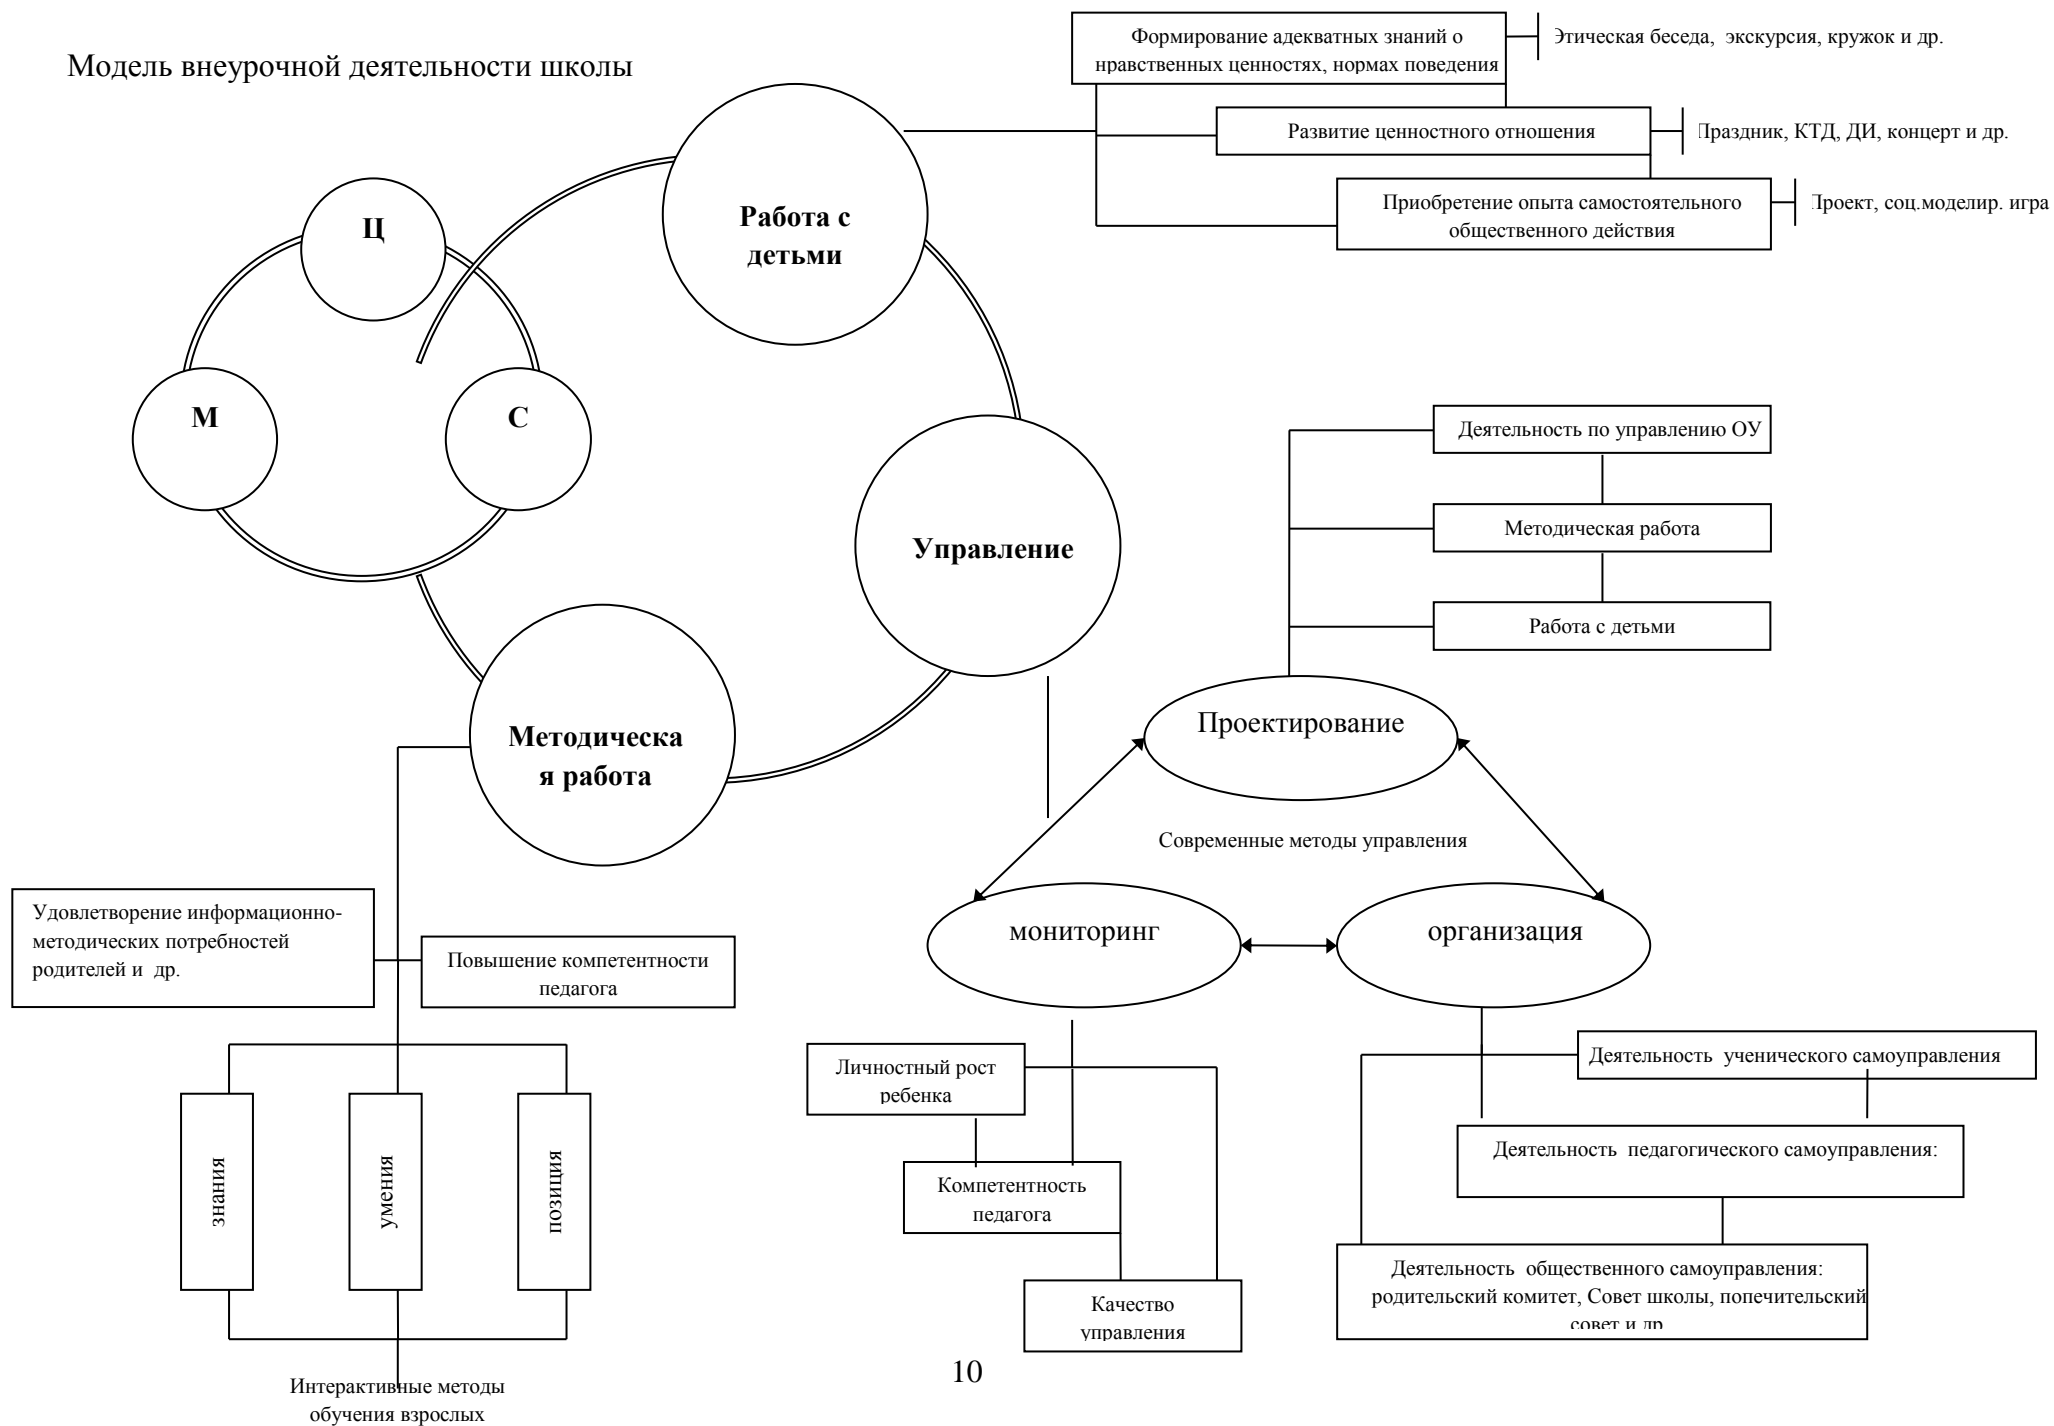 Модель внеурочной деятельности школы
Формирование адекватных знаний о
нравственных ценностях, нормах поведения
Этическая беседа, экскурсия, кружок и др.
Развитие ценностного отношения
Праздник, КТД, ДИ, концерт и др.
Приобретение опыта самостоятельного
общественного действия
Проект, соц.моделир. игра
Ц
М
С
Работа с
детьми
Управление
Методическа
я работа
Деятельность по управлению ОУ
Методическая работа
Работа с детьми
Проектирование
Современные методы управления
мониторинг
организация
Удовлетворение информационно-
методических потребностей
родителей и др.
Повышение компетентности
педагога
знания
умения
позиция
Интерактивные методы
обучения взрослых
Личностный рост
ребенка
Компетентность
педагога
Качество
управления
Деятельность ученического самоуправления
Деятельность педагогического самоуправления:
Деятельность общественного самоуправления:
родительский комитет, Совет школы, попечительский
совет и др
10